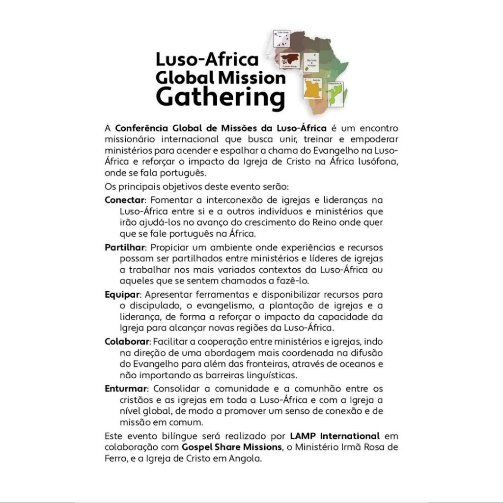 Luso-Africa
Global Mission
Gathering
A Conferência Global de Missões da Luso-África é um encontro
missionário internacional que busca unir, treinar e empoderar
ministérios para acender e espalhar a chama do Evangelho na Luso-
África e reforçar o impacto da Igreja de Cristo na África lusófona,
onde se fala português.
Os principais objetivos deste evento serão:
Conectar: Fomentar a interconexão de igrejas e lideranças na
Luso-África entre si e a outros indivíduos e ministérios que
irão ajudá-los no avanço do crescimento do Reino onde quer
que se fale português na África.
Partilhar: Propiciar um ambiente onde experiências e recursos
possam ser partilhados entre ministérios e líderes de igrejas
a trabalhar nos mais variados contextos da Luso-África ou
aqueles que se sentem chamados a fazê-lo.
Equipar: Apresentar ferramentas e disponibilizar recursos para
o discipulado, o evangelismo, a plantação de igrejas e a
liderança, de forma a reforçar o impacto da capacidade da
Igreja para alcançar novas regiões da Luso-África.
Colaborar: Facilitar a cooperação entre ministérios e igrejas, indo
na direção de uma abordagem mais coordenada na difusão
do Evangelho para além das fronteiras, através de oceanos e
não importando as barreiras linguísticas.
Enturmar: Consolidar a comunidade e a comunhão entre os
cristãos e as igrejas em toda a Luso-África e com a Igreja a
nível global, de modo a promover um senso de conexão e de
missão em comum.
Este evento bilíngue será realizado por LAMP International em
colaboração com Gospel Share Missions, o Ministério Irmã Rosa de
Ferro, e a Igreja de Cristo em Angola.